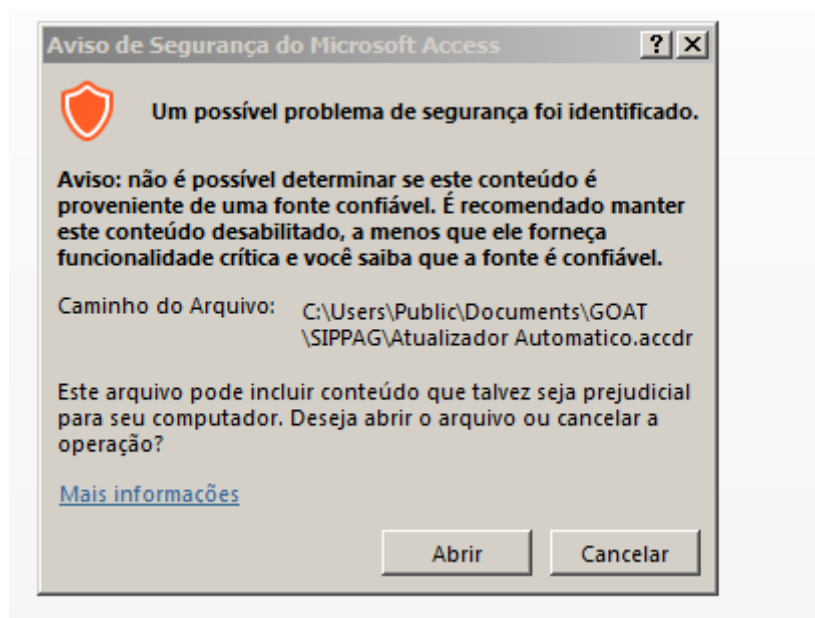 Aviso de Segurança do Microsoft Access
Um possível problema de segurança foi identificado.
Aviso: não é possível determinar se este conteúdo é
proveniente de uma fonte confiável. É recomendado manter
este conteúdo desabilitado, a menos que ele forneça
funcionalidade crítica e você saiba que a fonte é confiável.
Caminho do Arquivo: C:\Users\Public\Documents\GOAT
\SIPPAG\Atualizador Automatico.accdr
Este arquivo pode incluir conteúdo que talvez seja prejudicial
para seu computador. Deseja abrir o arquivo ou cancelar a
operação?
Mais informações
Abrir Cancelar